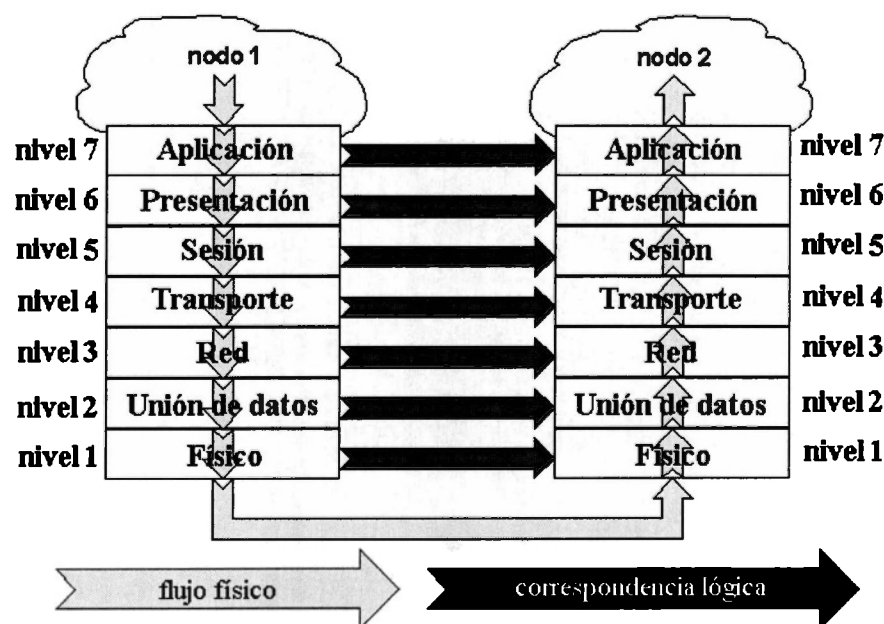 nodo 1 nodo 2
nivel 7 Aplicación Aplicación nivel 7
nivel 6 Presentación Presentación nivel 6
nivel 5 Sesión Sesión nivel 5
nivel 4 Transporte Transporte nivel 4
nivel 3 Red Red nivel 3
nivel 2 Unión de datos Unión de datos nivel 2
nivel 1 Físico Físico nivel 1
flujo físico correspondencia lógica